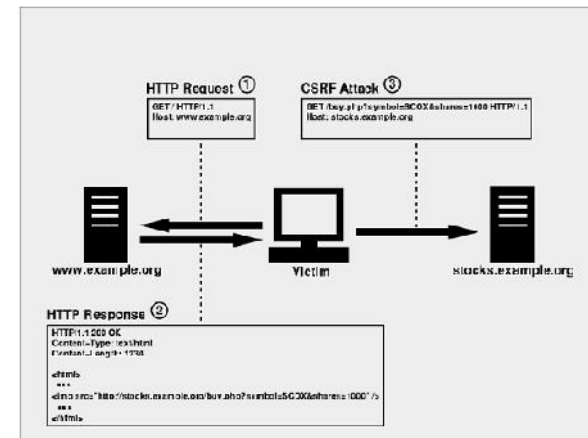 HTTP Request ①
GET / HTTP/1.1
Host: www.example.org
CSRF Attack ③
GET /buy.php?symbol=SCOX&shares=1000 HTTP/1.1
Host: stocks.example.org
www.example.org
Victim
stocks.example.org
HTTP Response ②
HTTP/1.1 200 OK
Content-Type: text/html
Content-Length: 1234
<html>
•••
<img src="http://stocks.example.org/buy.php?symbol=SCOX&shares=1000" />
•••
</html>